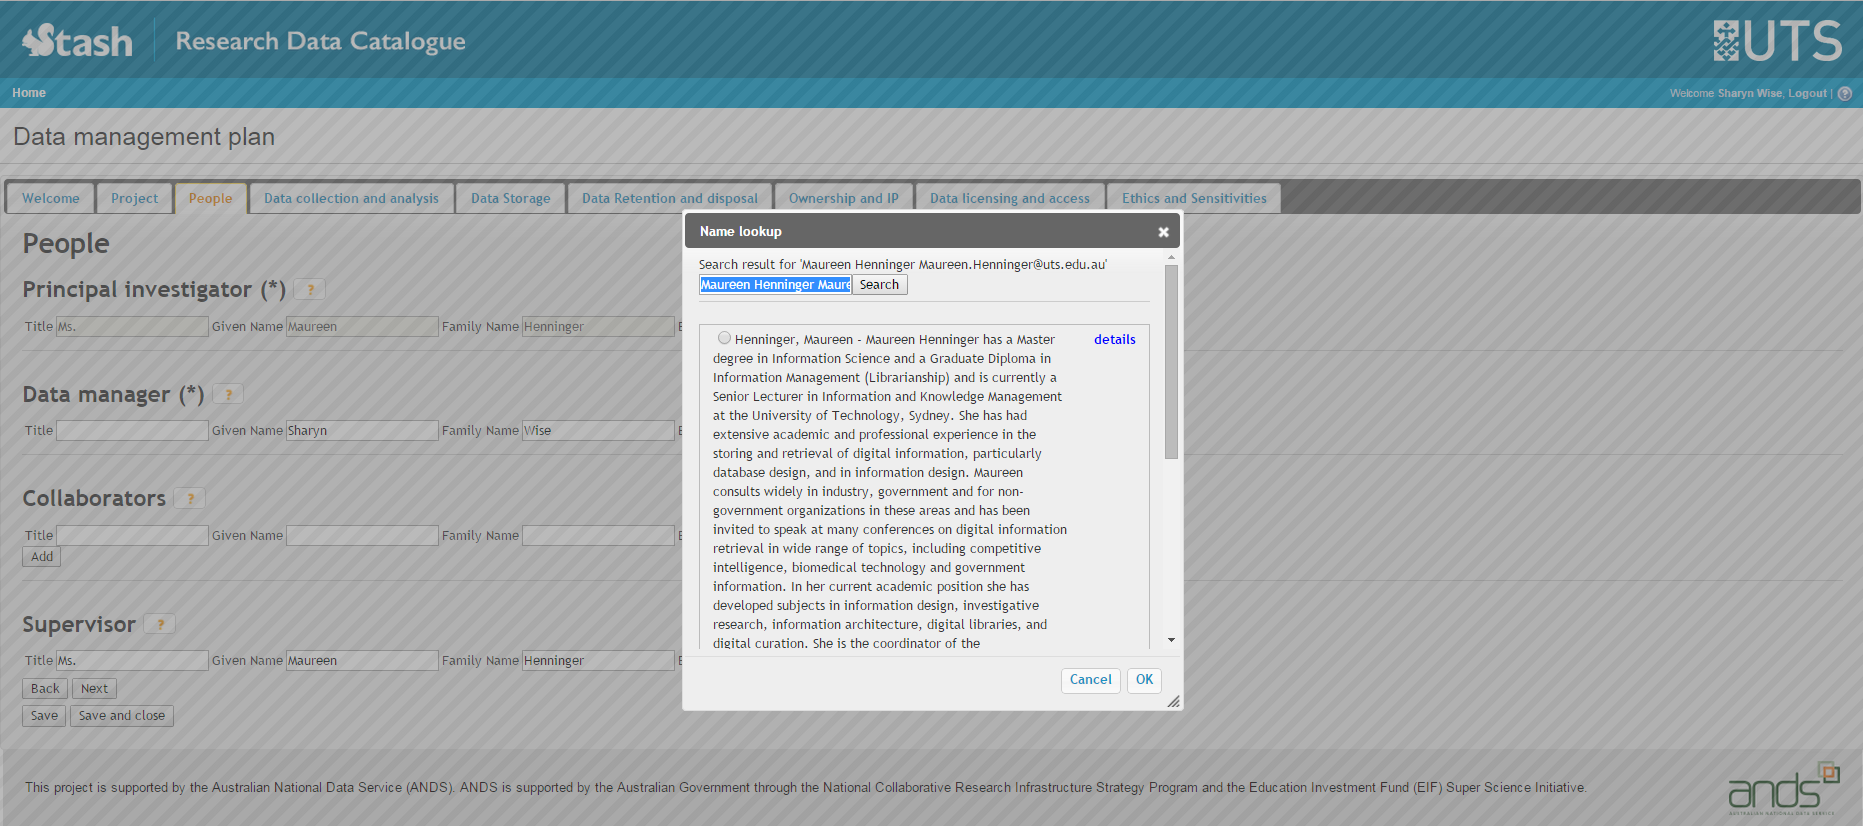 Stash Research Data Catalogue UTS
Home Welcome Sharyn Wise, Logout | ?
Data management plan
Welcome Project People Data collection and analysis Data Storage Data Retention and disposal Ownership and IP Data licensing and access Ethics and Sensitivities
People
Principal investigator (*) ?
Title Ms. Given Name Maureen Family Name Henninger
Data manager (*) ?
Title Given Name Sharyn Family Name Wise
Collaborators ?
Title Given Name Family Name
Add
Supervisor ?
Title Ms. Given Name Maureen Family Name Henninger
Back Next
Save Save and close
Name lookup
Search result for 'Maureen Henninger Maureen.Henninger@uts.edu.au'
Maureen Henninger Maure Search
Henninger, Maureen - Maureen Henninger has a Master details
degree in Information Science and a Graduate Diploma in
Information Management (Librarianship) and is currently a
Senior Lecturer in Information and Knowledge Management
at the University of Technology, Sydney. She has had
extensive academic and professional experience in the
storing and retrieval of digital information, particularly
database design, and in information design. Maureen
consults widely in industry, government and for non-
government organizations in these areas and has been
invited to speak at many conferences on digital information
retrieval in wide range of topics, including competitive
intelligence, biomedical technology and government
information. In her current academic position she has
developed subjects in information design, investigative
research, information architecture, digital libraries, and
digital curation. She is the coordinator of the
Cancel OK
This project is supported by the Australian National Data Service (ANDS). ANDS is supported by the Australian Government through the National Collaborative Research Infrastructure Strategy Program and the Education Investment Fund (EIF) Super Science Initiative.
ands
AUSTRALIAN NATIONAL DATA SERVICE